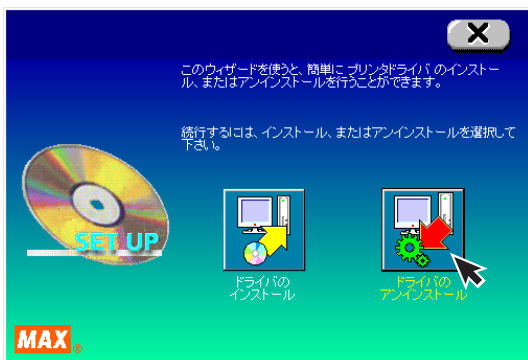 このウィザードを使うと、簡単に プリンタドライバ のインストー
ル、またはアンインストールを行うことができます。
続行するには、インストール、またはアンインストールを選択して
下さい。
SET UP
ドライバの
インストール
ドライバの
アンインストール
MAX®